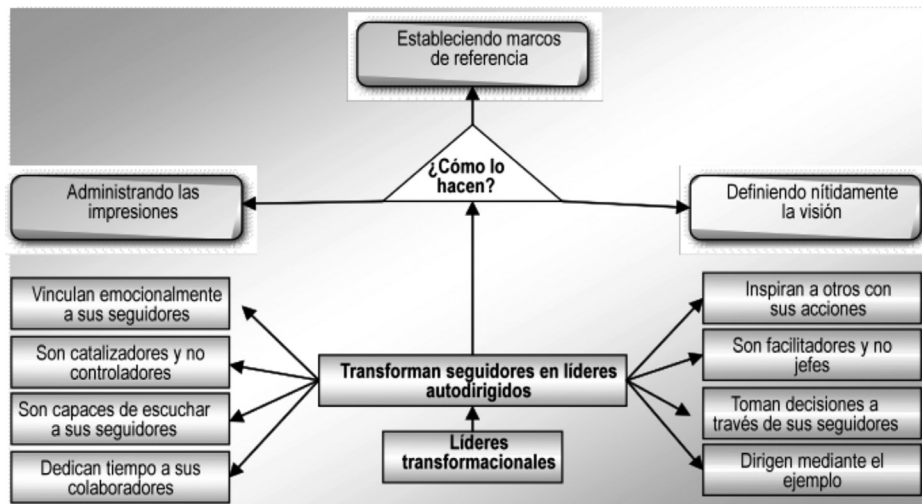 Estableciendo marcos
de referencia
¿Cómo lo
hacen?
Administrando las
impresiones
Definiendo nítidamente
la visión
Vinculan emocionalmente
a sus seguidores
Son catalizadores y no
controladores
Son capaces de escuchar
a sus seguidores
Dedican tiempo a sus
colaboradores
Transforman seguidores en líderes
autodirigidos
Líderes
transformacionales
Inspiran a otros con
sus acciones
Son facilitadores y no
jefes
Toman decisiones a
través de sus seguidores
Dirigen mediante el
ejemplo